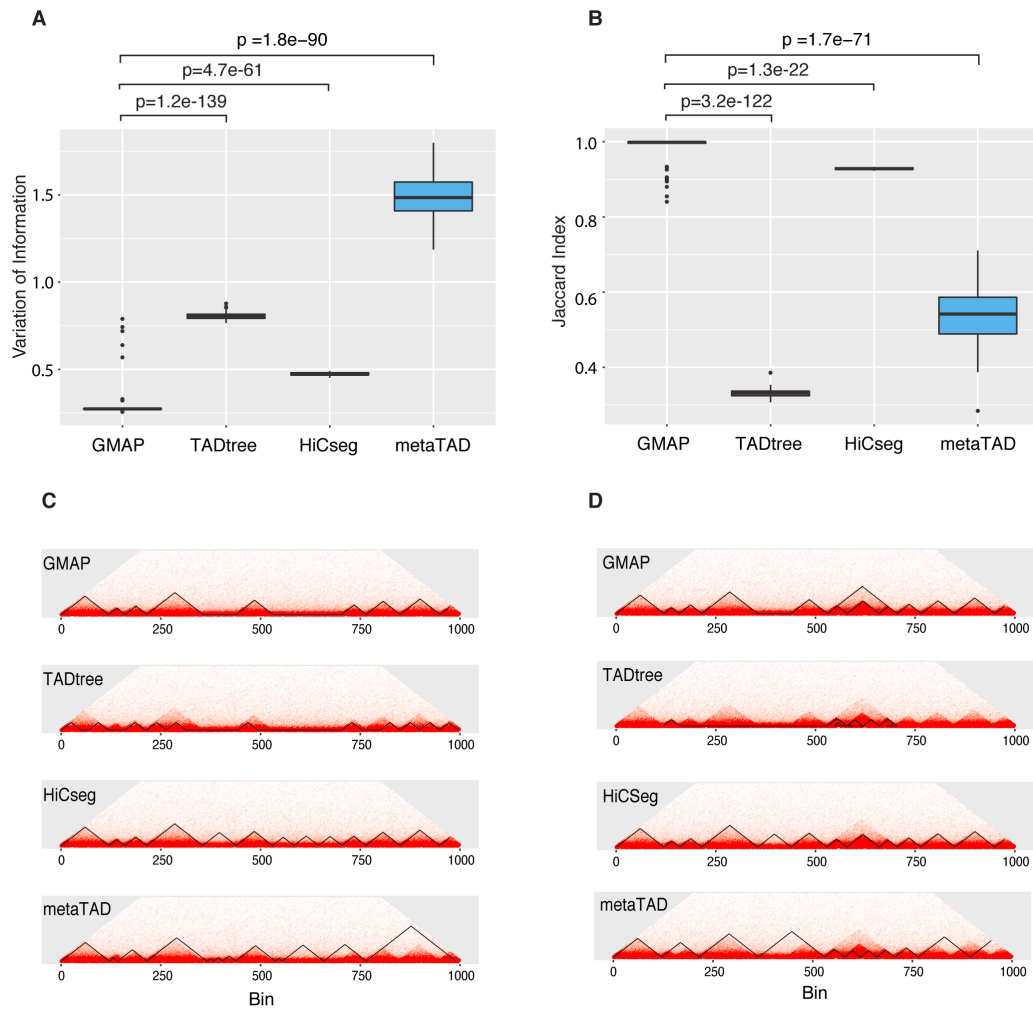 A
p =1.8e−90
p=4.7e-61
p=1.2e-139
Variation of Information
1.5
1.0
0.5
GMAP
TADtree
HiCseg
metaTAD
B
p =1.7e−71
p=1.3e-22
p=3.2e-122
Jaccard Index
1.0
0.8
0.6
0.4
GMAP
TADtree
HiCseg
metaTAD
C
GMAP
0 250 500 750 1000
TADtree
0 250 500 750 1000
HiCseg
0 250 500 750 1000
metaTAD
0 250 500 750 1000
Bin
D
GMAP
0 250 500 750 1000
TADtree
0 250 500 750 1000
HiCSeg
0 250 500 750 1000
metaTAD
0 250 500 750 1000
Bin